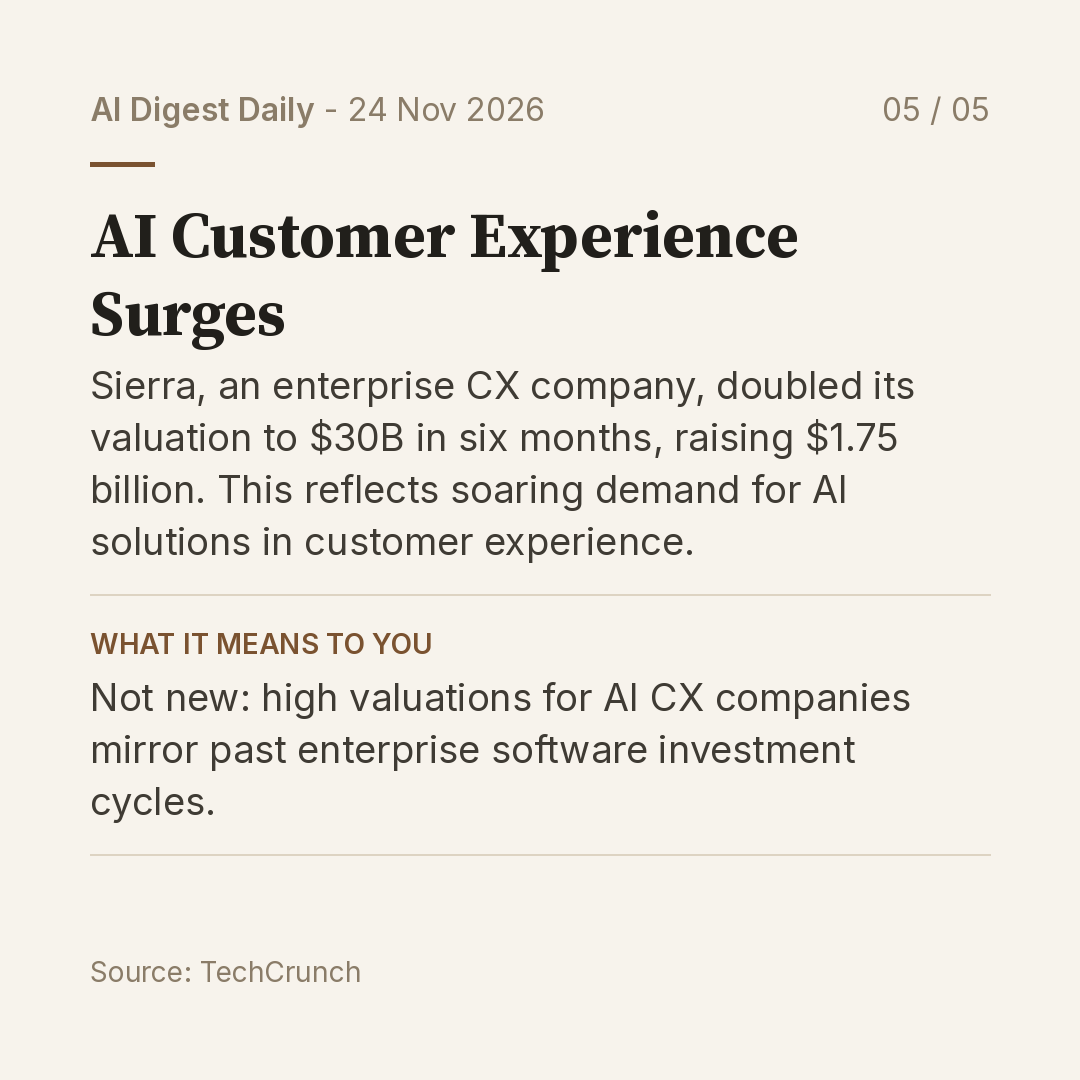 AI Digest Daily - 24 Nov 2026
05 / 05
AI Customer Experience
Surges
Sierra, an enterprise CX company, doubled its
valuation to $30B in six months, raising $1.75
billion. This reflects soaring demand for AI
solutions in customer experience.
WHAT IT MEANS TO YOU
Not new: high valuations for AI CX companies
mirror past enterprise software investment
cycles.
Source: TechCrunch